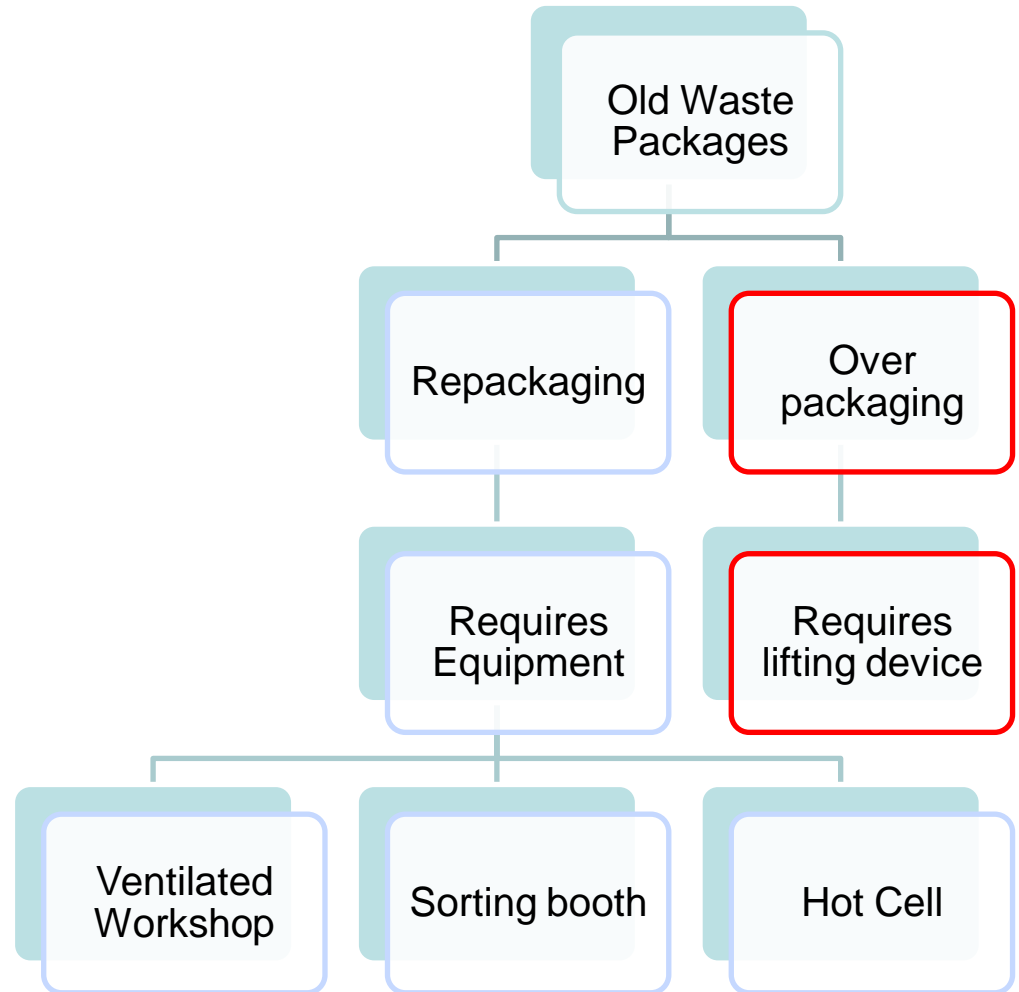 Old Waste
Packages
Repackaging
Over
packaging
Requires
Equipment
Requires
lifting device
Ventilated
Workshop
Sorting booth
Hot Cell